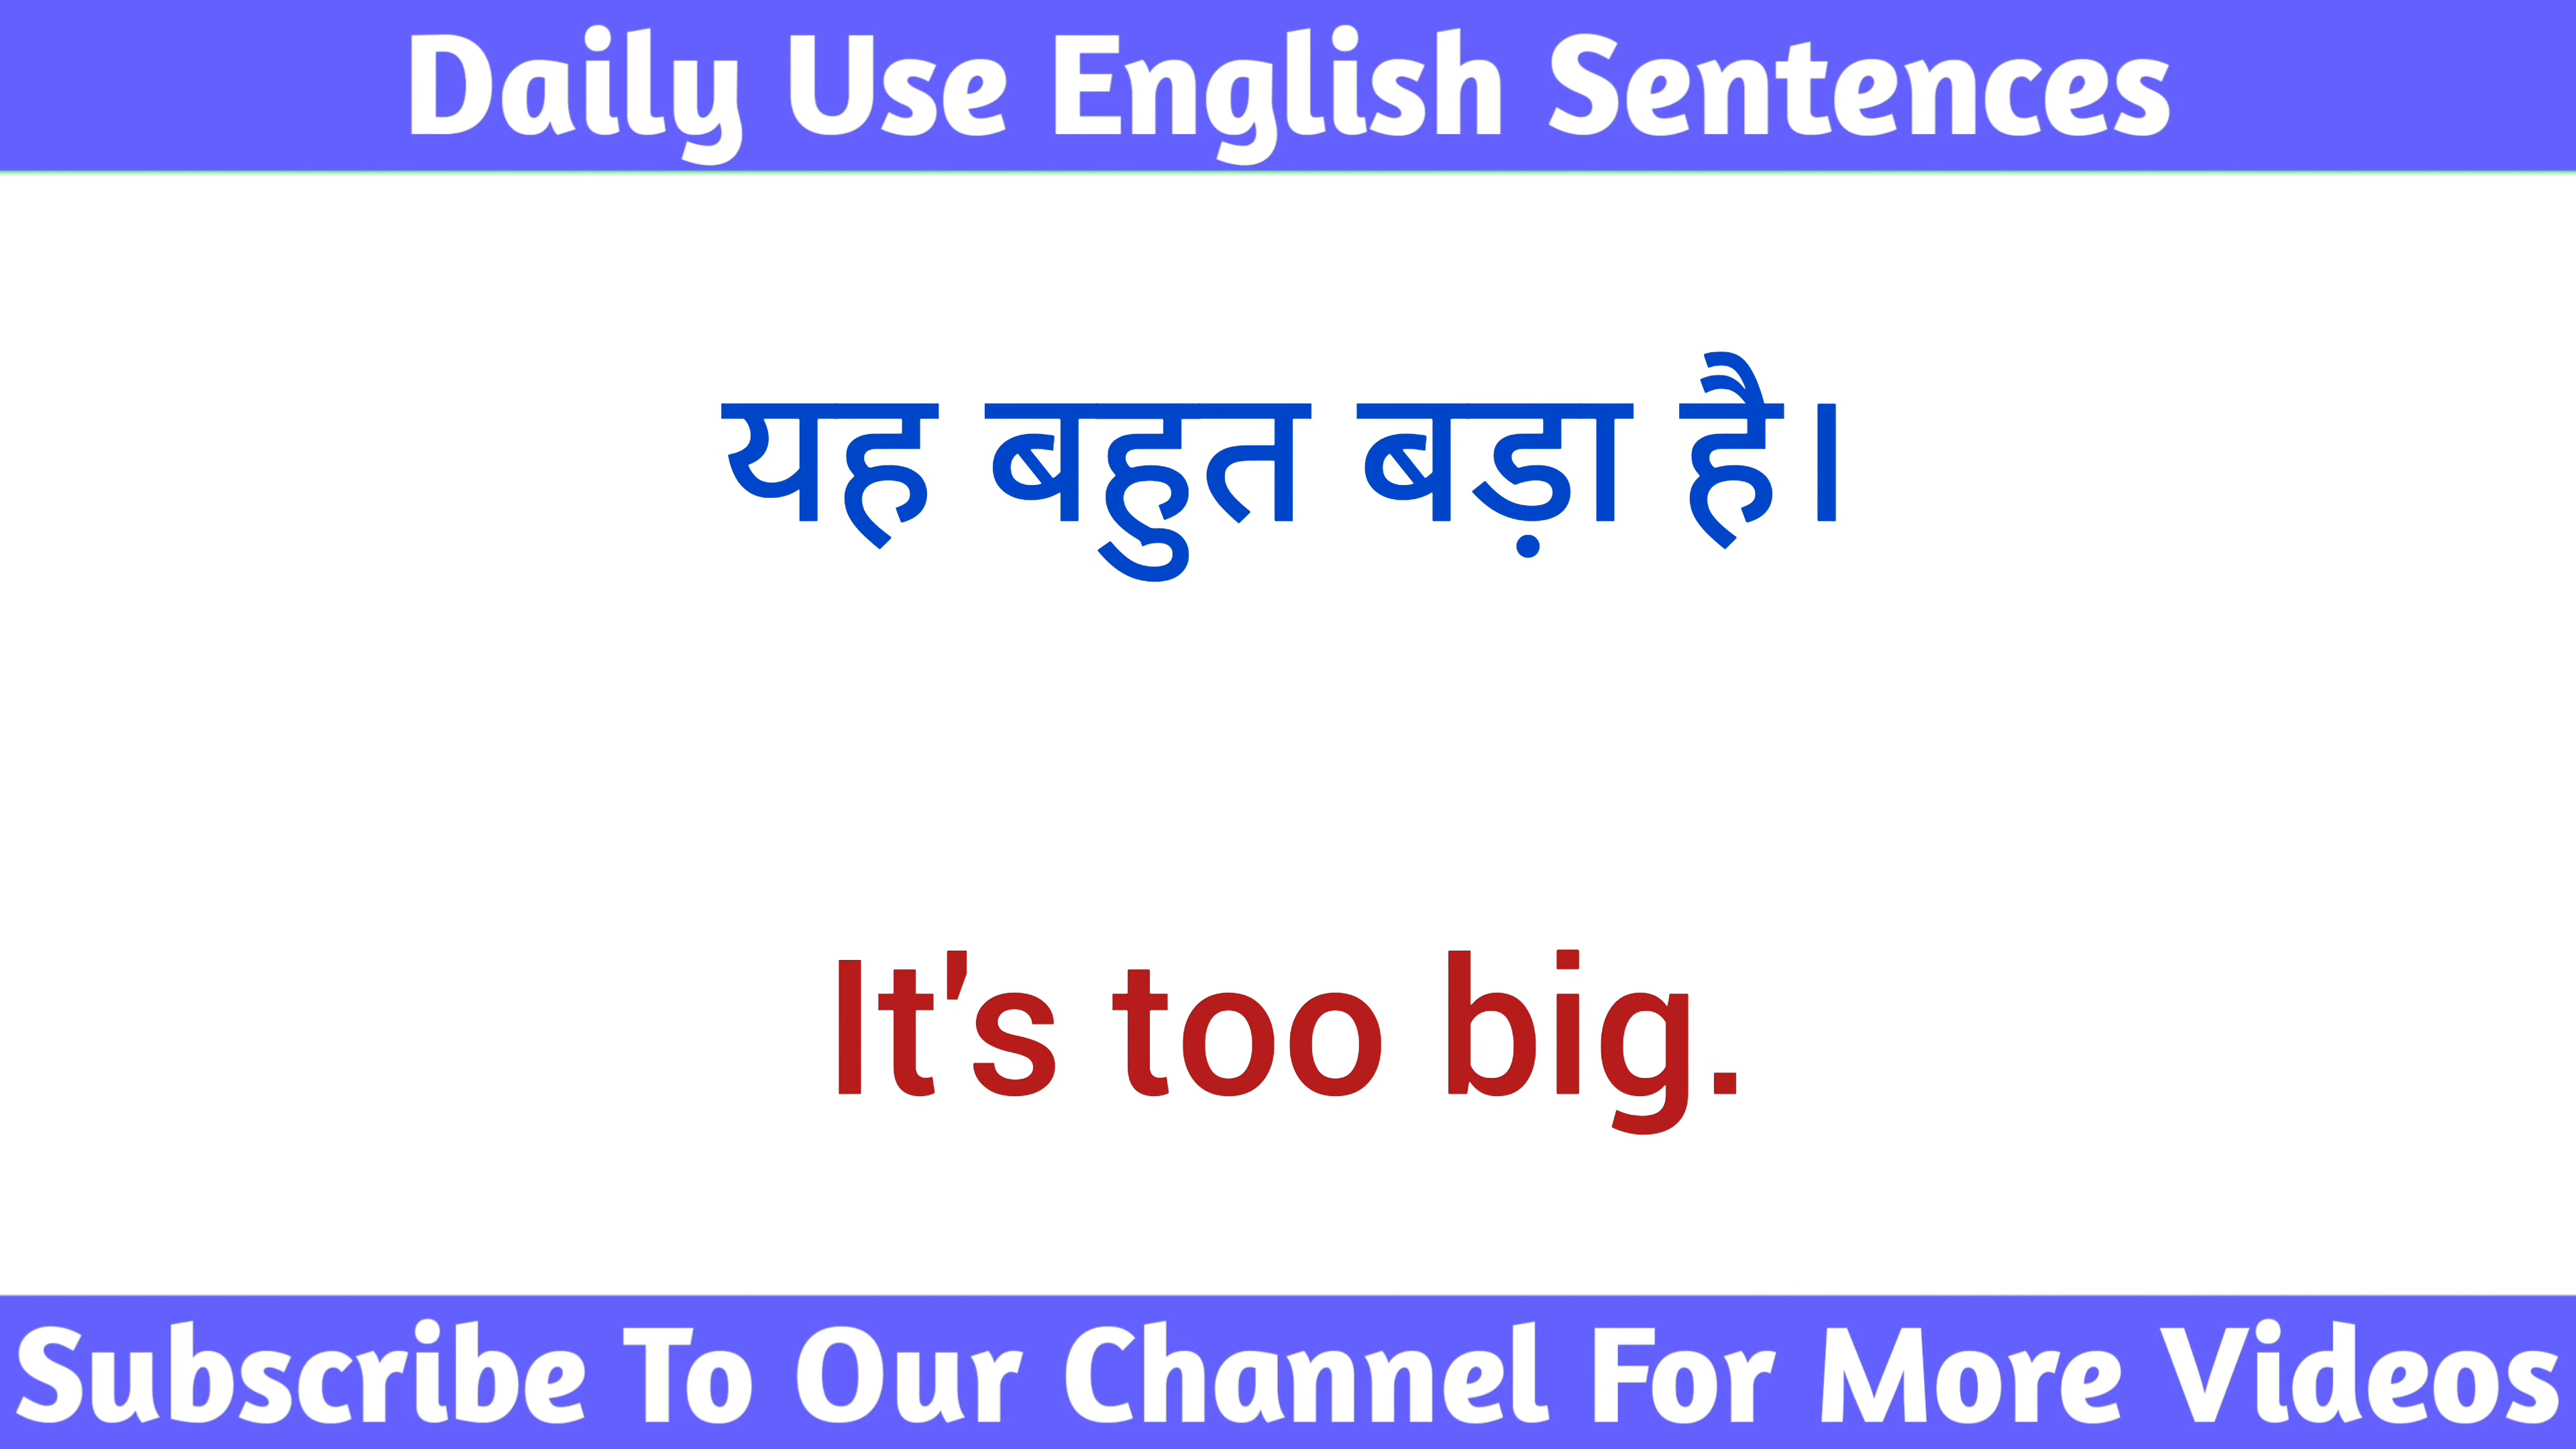 Daily Use English Sentences
यह बहुत बड़ा है।
It's too big.
Subscribe To Our Channel For More Videos